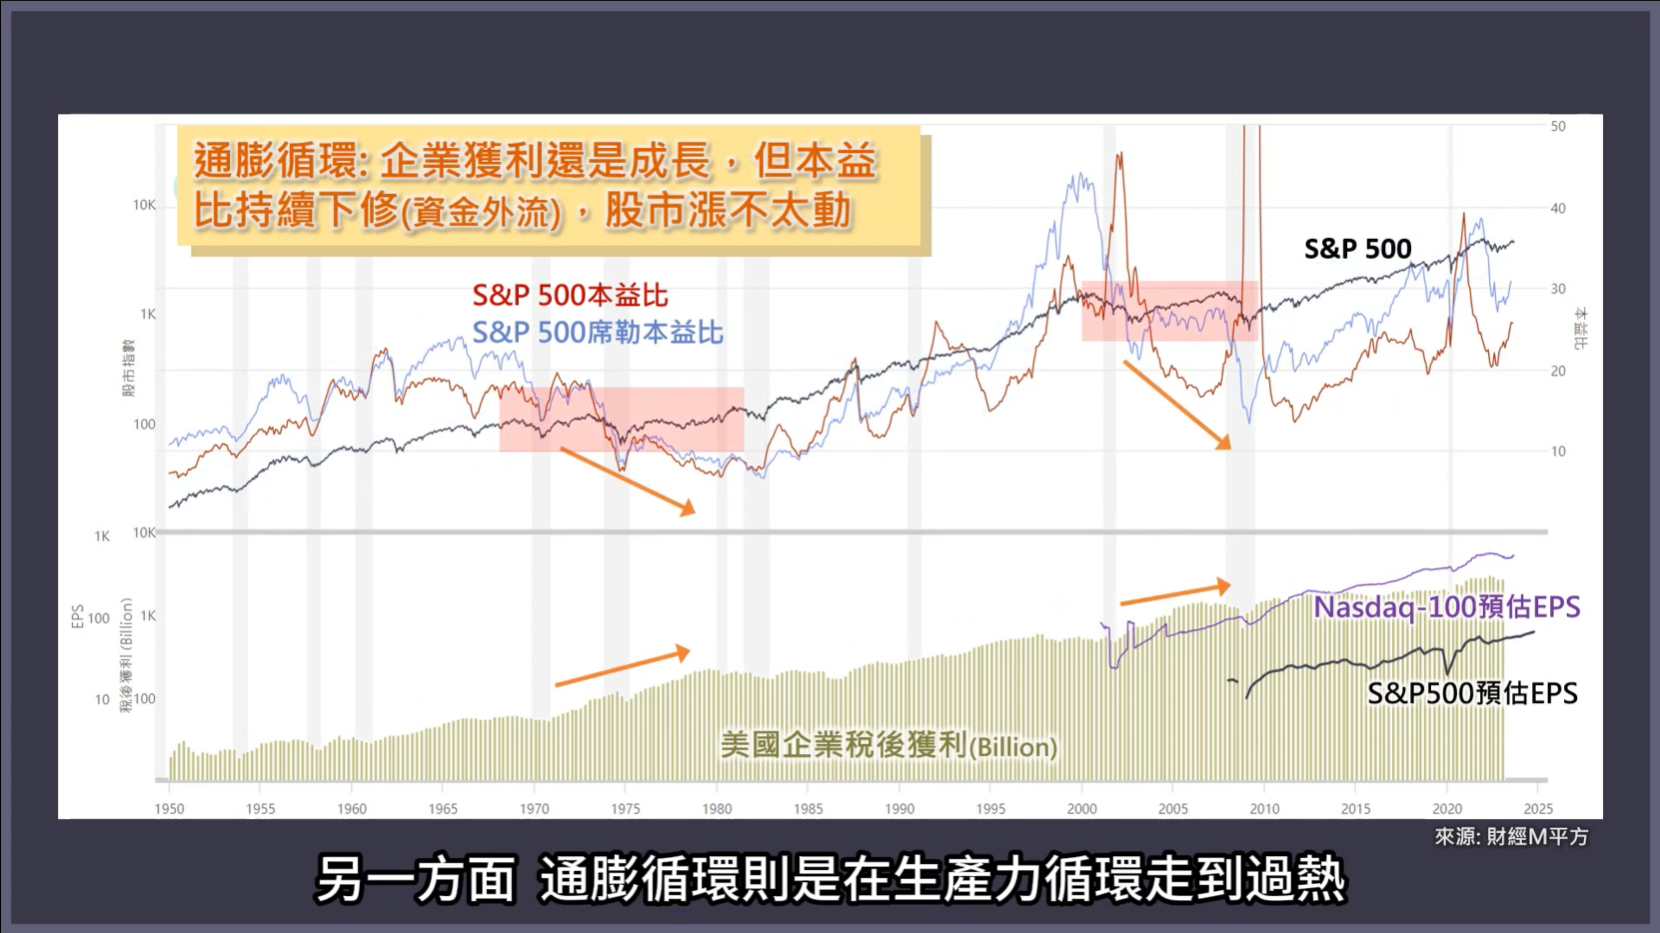 通膨循環: 企業獲利還是成長，但本益
比持續下修(資金外流)，股市漲不太動
S&P 500本益比
S&P 500席勒本益比
S&P 500
股市指數
10K
1K
100
本益比
50
40
30
20
10
EPS
1K
100
10
稅後獲利 (Billion)
10K
1K
100
Nasdaq-100預估EPS
S&P500預估EPS
美國企業稅後獲利(Billion)
1950 1955 1960 1965 1970 1975 1980 1985 1990 1995 2000 2005 2010 2015 2020 2025
來源: 財經M平方
另一方面 通膨循環則是在生產力循環走到過熱